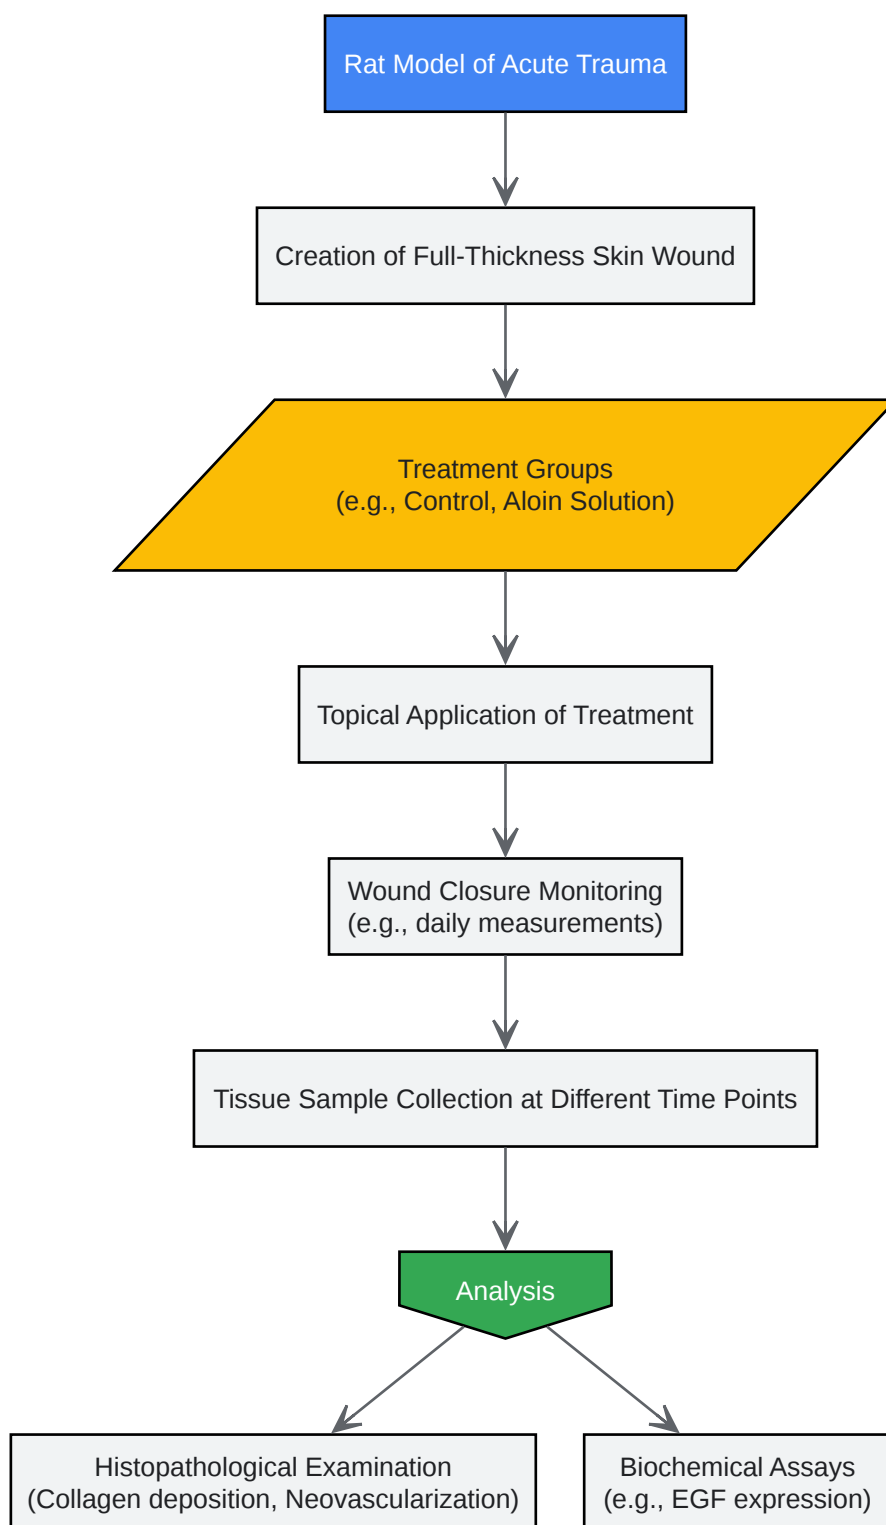 Rat Model of Acute Trauma
Creation of Full-Thickness Skin Wound
Treatment Groups
(e.g., Control, Aloin Solution)
Topical Application of Treatment
Wound Closure Monitoring
(e.g., daily measurements)
Tissue Sample Collection at Different Time Points
Analysis
Histopathological Examination
(Collagen deposition, Neovascularization)
Biochemical Assays
(e.g., EGF expression)